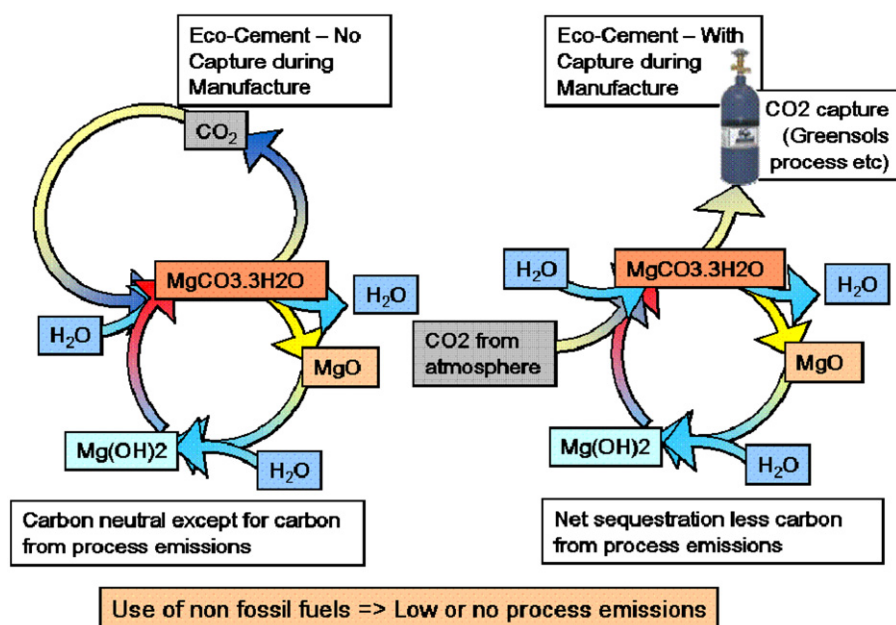 Eco-Cement – No
Capture during
Manufacture
CO₂
MgCO3.3H2O
H₂O
H₂O
MgO
Mg(OH)2
H₂O
Carbon neutral except for carbon
from process emissions
Eco-Cement – With
Capture during
Manufacture
CO2 capture
(Greensols
process etc)
H₂O
MgCO3.3H2O
H₂O
CO2 from
atmosphere
MgO
Mg(OH)2
H₂O
Net sequestration less carbon
from process emissions
Use of non fossil fuels => Low or no process emissions